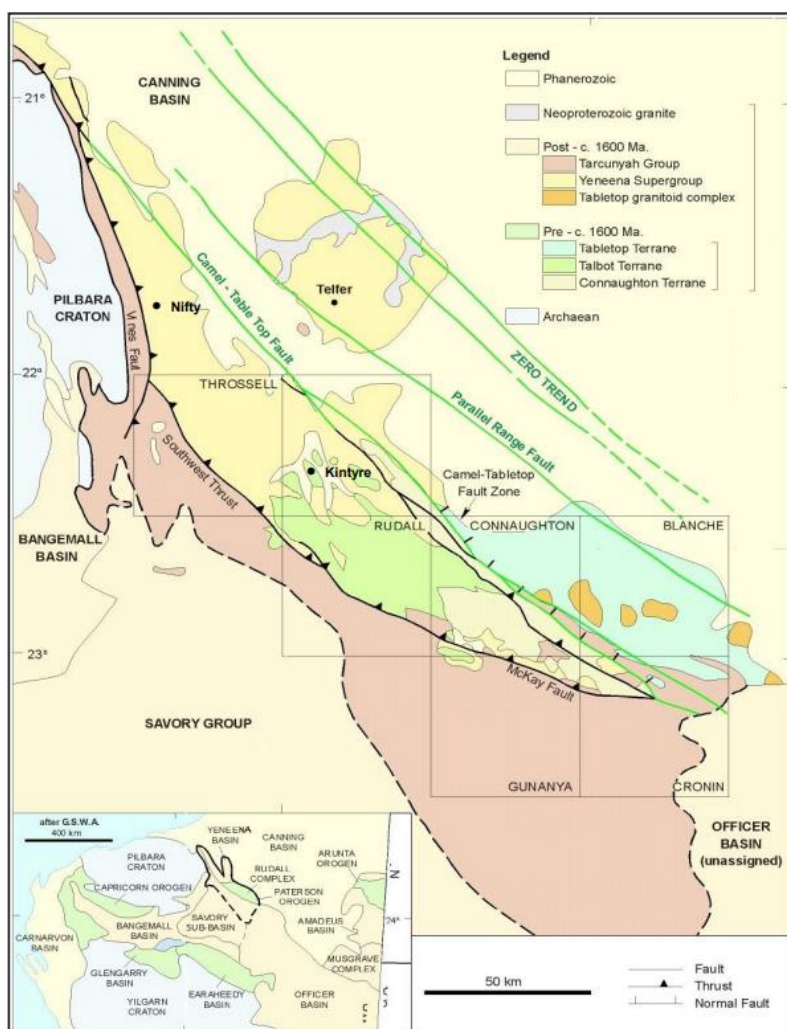 CANNING
BASIN
21°
Legend
Phanerozoic
Neoproterozoic granite
Post - c. 1600 Ma.
Tarcunyah Group
Yeneena Supergroup
Tabletop granitoid complex
Pre - c. 1600 Ma.
Tabletop Terrane
Talbot Terrane
Connaughton Terrane
Archaean
PILBARA
CRATON
Vines Fault
Nifty
Camel - Table Top Fault
Telfer
ZERO TREND
22°
THROSSELL
Parallel Range Fault
Southwest Thrust
Kintyre
Camel-Tabletop
Fault Zone
BANGEMALL
BASIN
RUDALL
CONNAUGHTON
BLANCHE
23°
McKay Fault
SAVORY GROUP
GUNANYA
CRONIN
OFFICER
BASIN
(unassigned)
after G.S.W.A.
400 km
YENEENA
BASIN
CANNING
BASIN
ARUNTA
OROGEN
PILBARA
CRATON
RUDALL
COMPLEX
CAPRICORN OROGEN
PATERSON
OROGEN
N
24°
SAVORY
SUB-BASIN
AMADEUS
BASIN
BANGEMALL
BASIN
CARNARVON
BASIN
MUSGRAVE
COMPLEX
GLENGARRY
BASIN
EARAHEEDY
BASIN
OFFICER
BASIN
YILGARN
CRATON
50 km
Fault
Thrust
Normal Fault